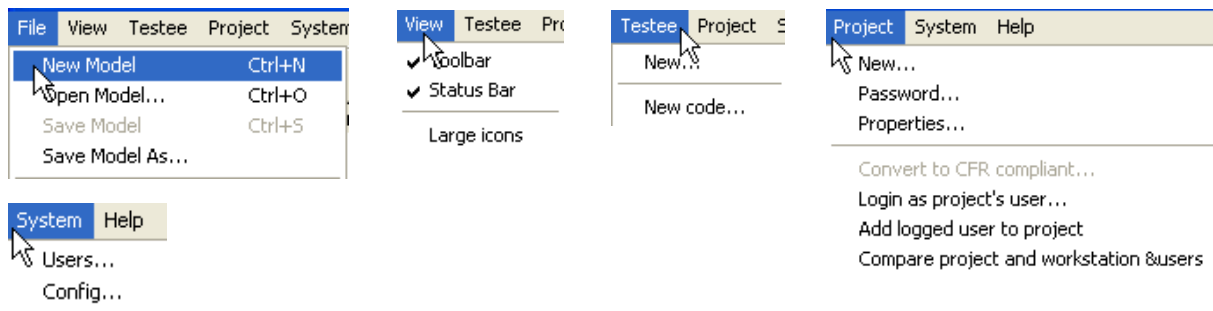 File View Testee Project System
New Model Ctrl+N
Open Model... Ctrl+O
Save Model Ctrl+S
Save Model As...
View Testee
Toolbar
Status Bar
Large icons
Testee Project
New...
New code...
Project System Help
New...
Password...
Properties...
Convert to CFR compliant...
Login as project's user...
Add logged user to project
Compare project and workstation &users
System Help
Users...
Config...